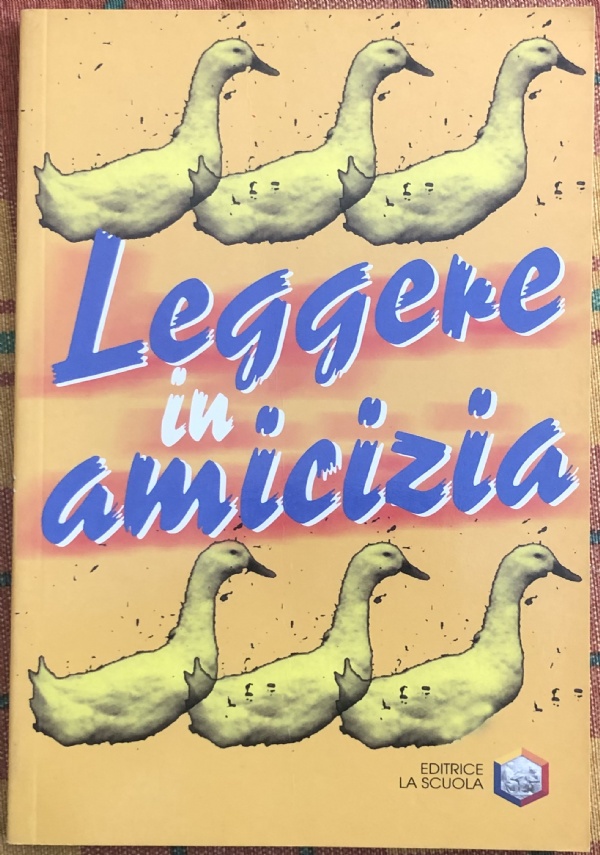 Leggere
in
amicizia
EDITRICE
LA SCUOLA